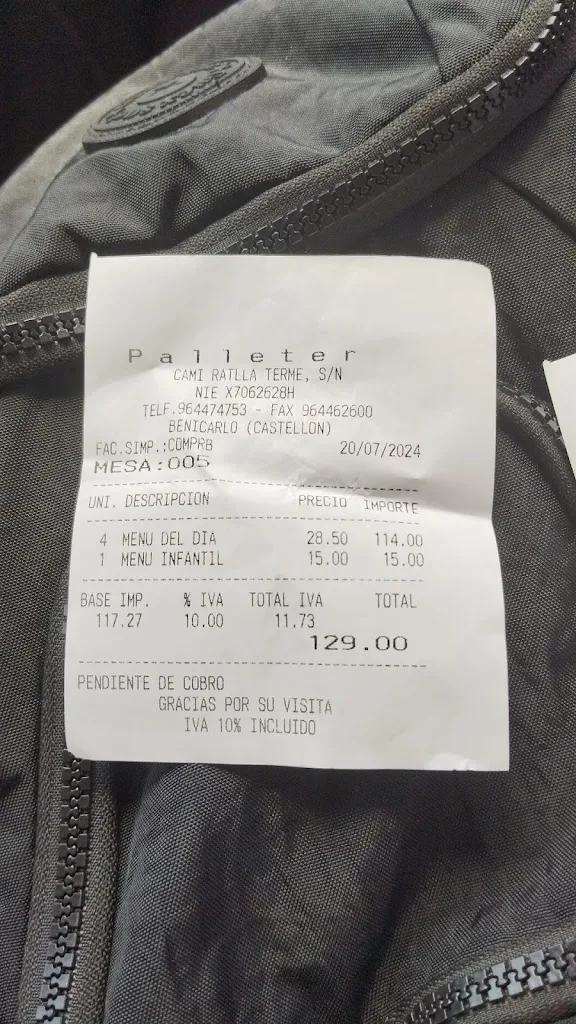 Palleter
CAMI RATLLA TERME, S/N
NIE X7062628H
TELF.964474753 - FAX 964462600
BENICARLO (CASTELLON)
FAC.SIMP.:COMPRB 20/07/2024
MESA:005
UNI. DESCRIPCION PRECIO IMPORTE
4 MENU DEL DIA 28.50 114.00
1 MENU INFANTIL 15.00 15.00
BASE IMP. % IVA TOTAL IVA TOTAL
117.27 10.00 11.73
129.00
PENDIENTE DE COBRO
GRACIAS POR SU VISITA
IVA 10% INCLUIDO